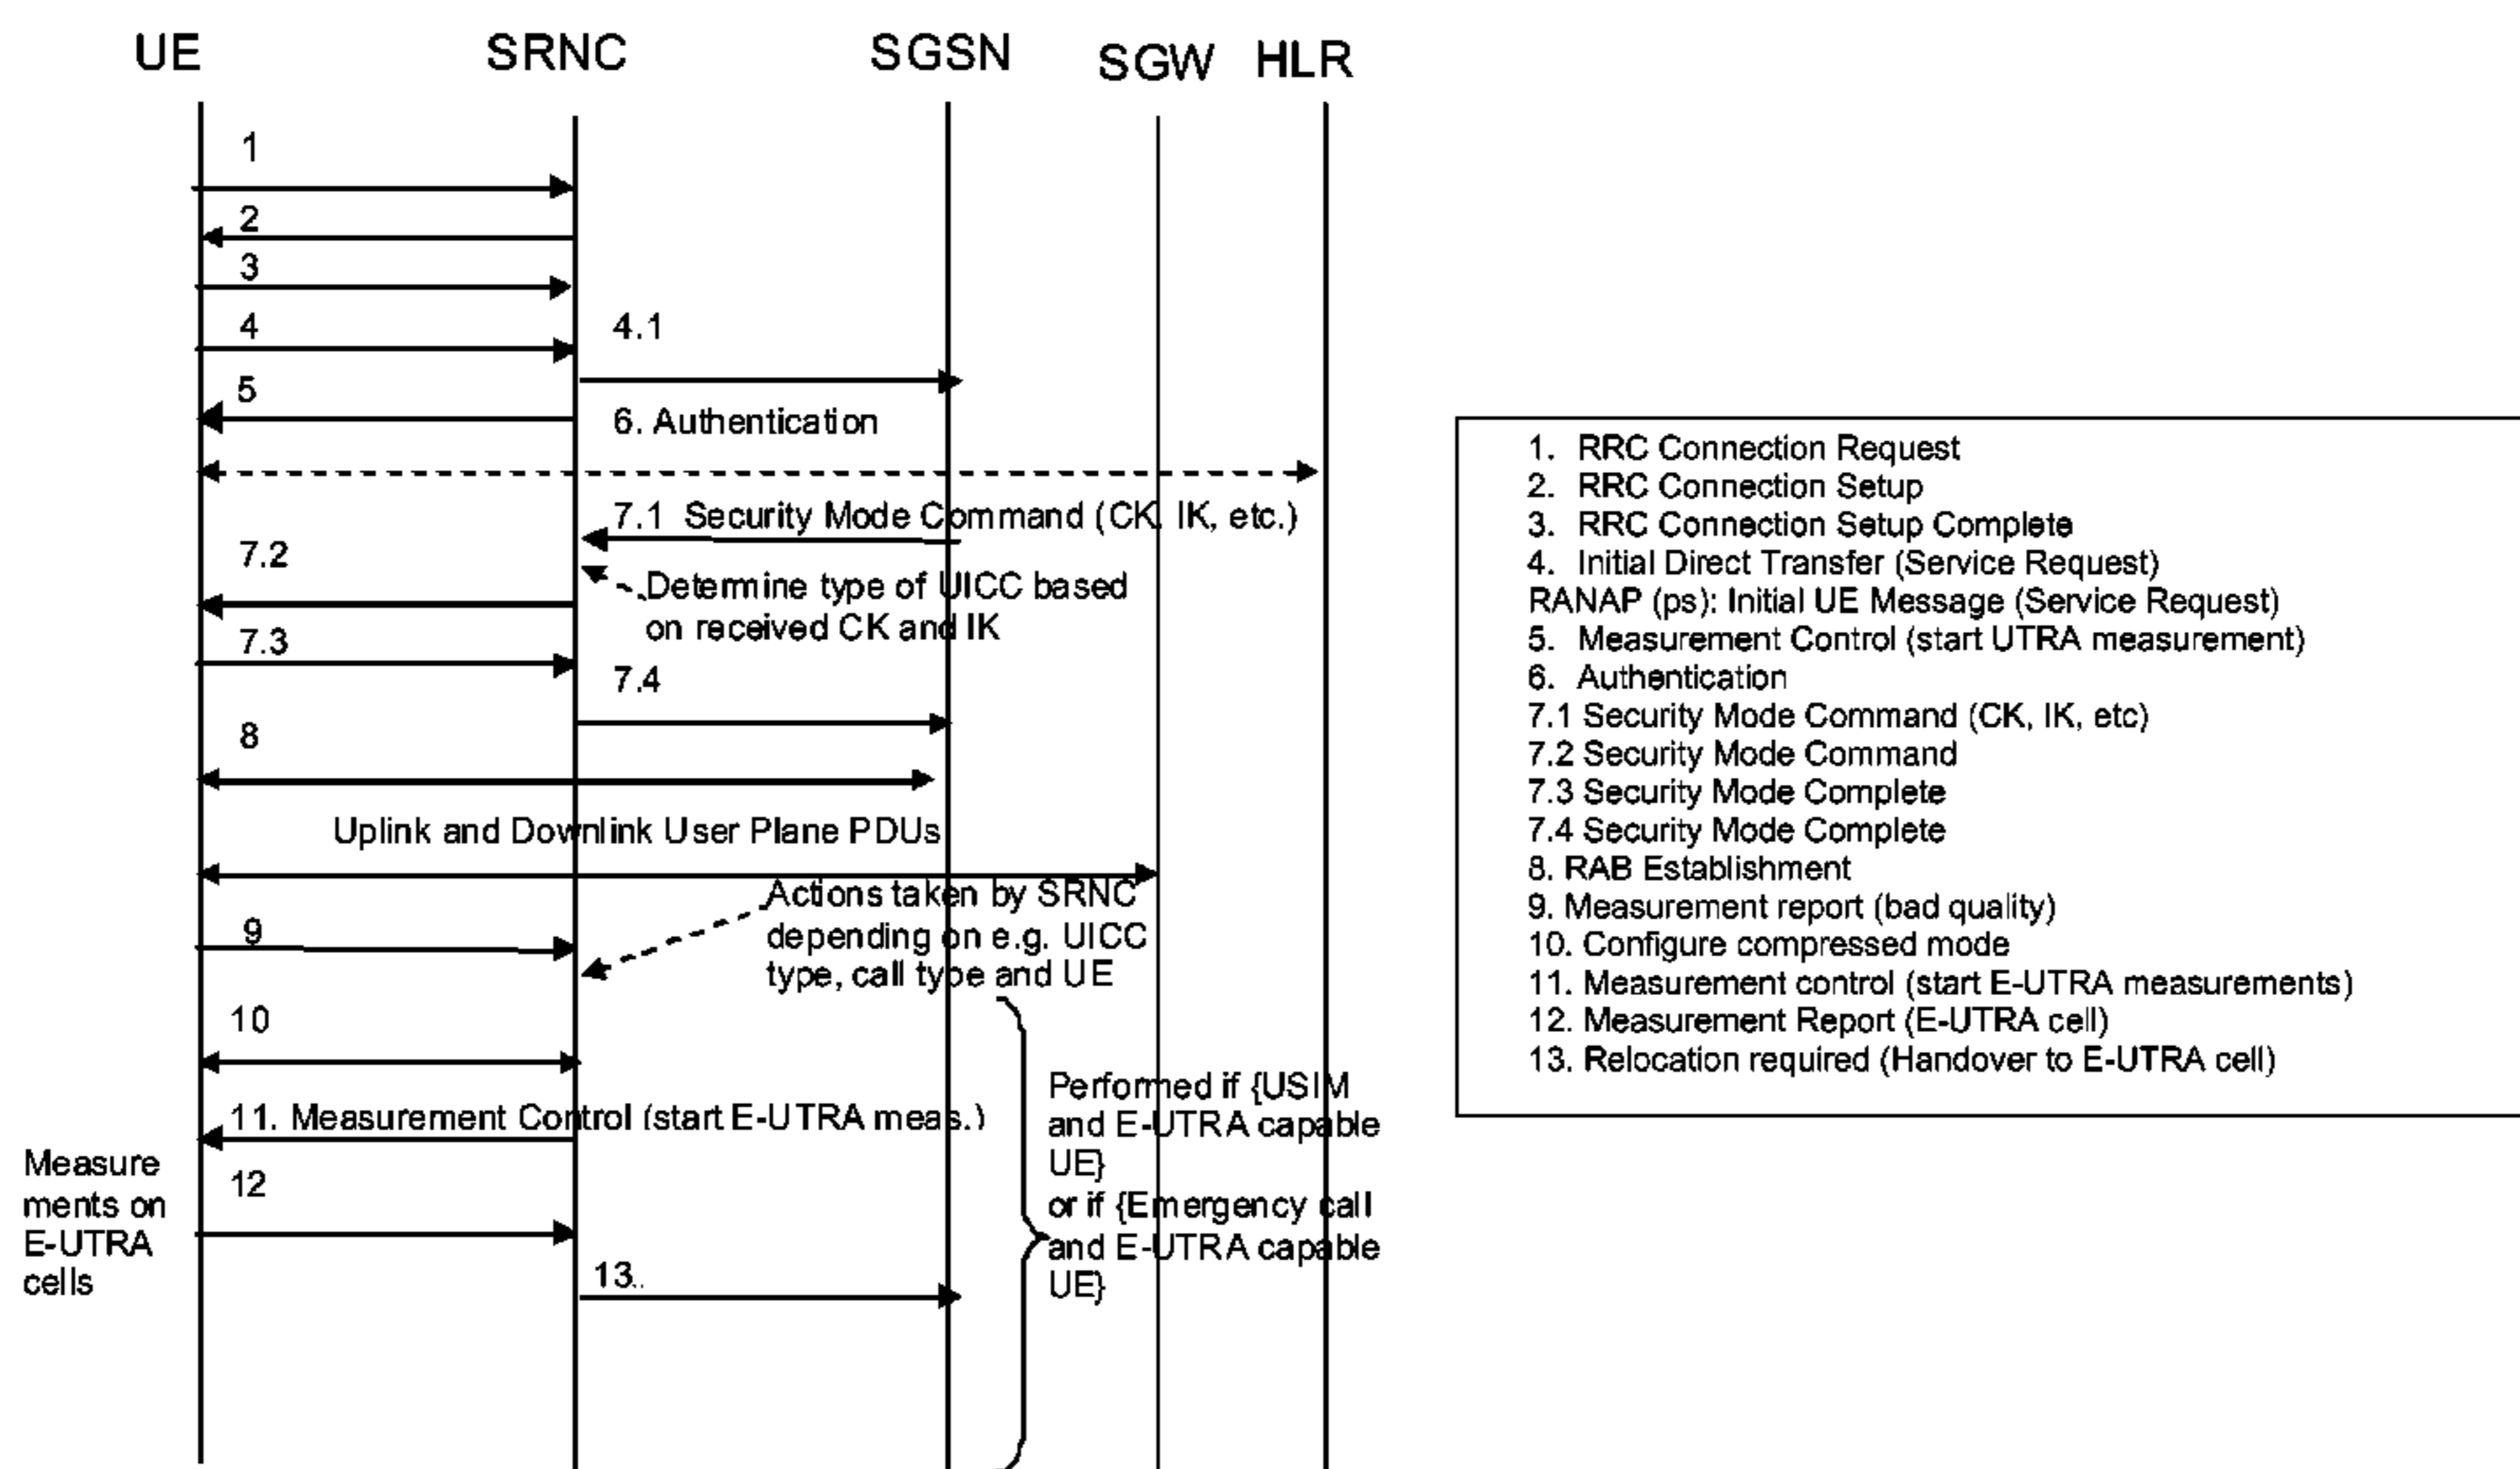 UE
SRNC
SGSN
SGW
HLR
1
2
3
4
4.1
5
6. Authentication
7.1 Security Mode Command (CK, IK, etc.)
7.2
Determine type of UICC based
on received CK and IK
7.3
7.4
8
Uplink and Downlink User Plane PDUs
Actions taken by SRNC
depending on e.g. UICC
type, call type and UE
9
10
11. Measurement Control (start E-UTRA meas.)
Measure
ments on
E-UTRA
cells
12
13..
Performed if {USIM
and E-UTRA capable
UE}
or if {Emergency call
and E-UTRA capable
UE}
1. RRC Connection Request
2. RRC Connection Setup
3. RRC Connection Setup Complete
4. Initial Direct Transfer (Service Request)
RANAP (ps): Initial UE Message (Service Request)
5. Measurement Control (start UTRA measurement)
6. Authentication
7.1 Security Mode Command (CK, IK, etc)
7.2 Security Mode Command
7.3 Security Mode Complete
7.4 Security Mode Complete
8. RAB Establishment
9. Measurement report (bad quality)
10. Configure compressed mode
11. Measurement control (start E-UTRA measurements)
12. Measurement Report (E-UTRA cell)
13. Relocation required (Handover to E-UTRA cell)